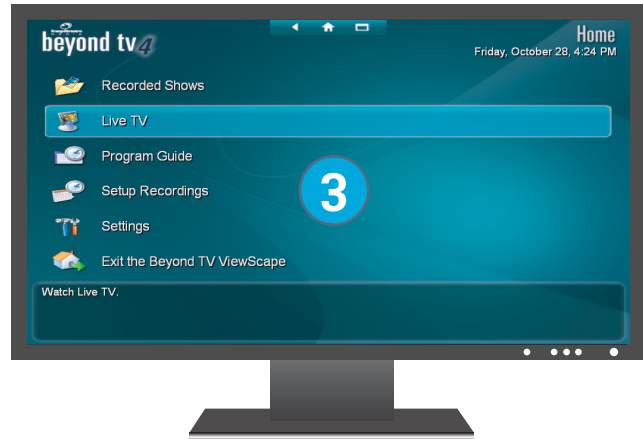 beyond tv4
Home
Friday, October 28, 4:24 PM
Recorded Shows
Live TV
Program Guide
Setup Recordings
3
Settings
Exit the Beyond TV ViewScape
Watch Live TV.